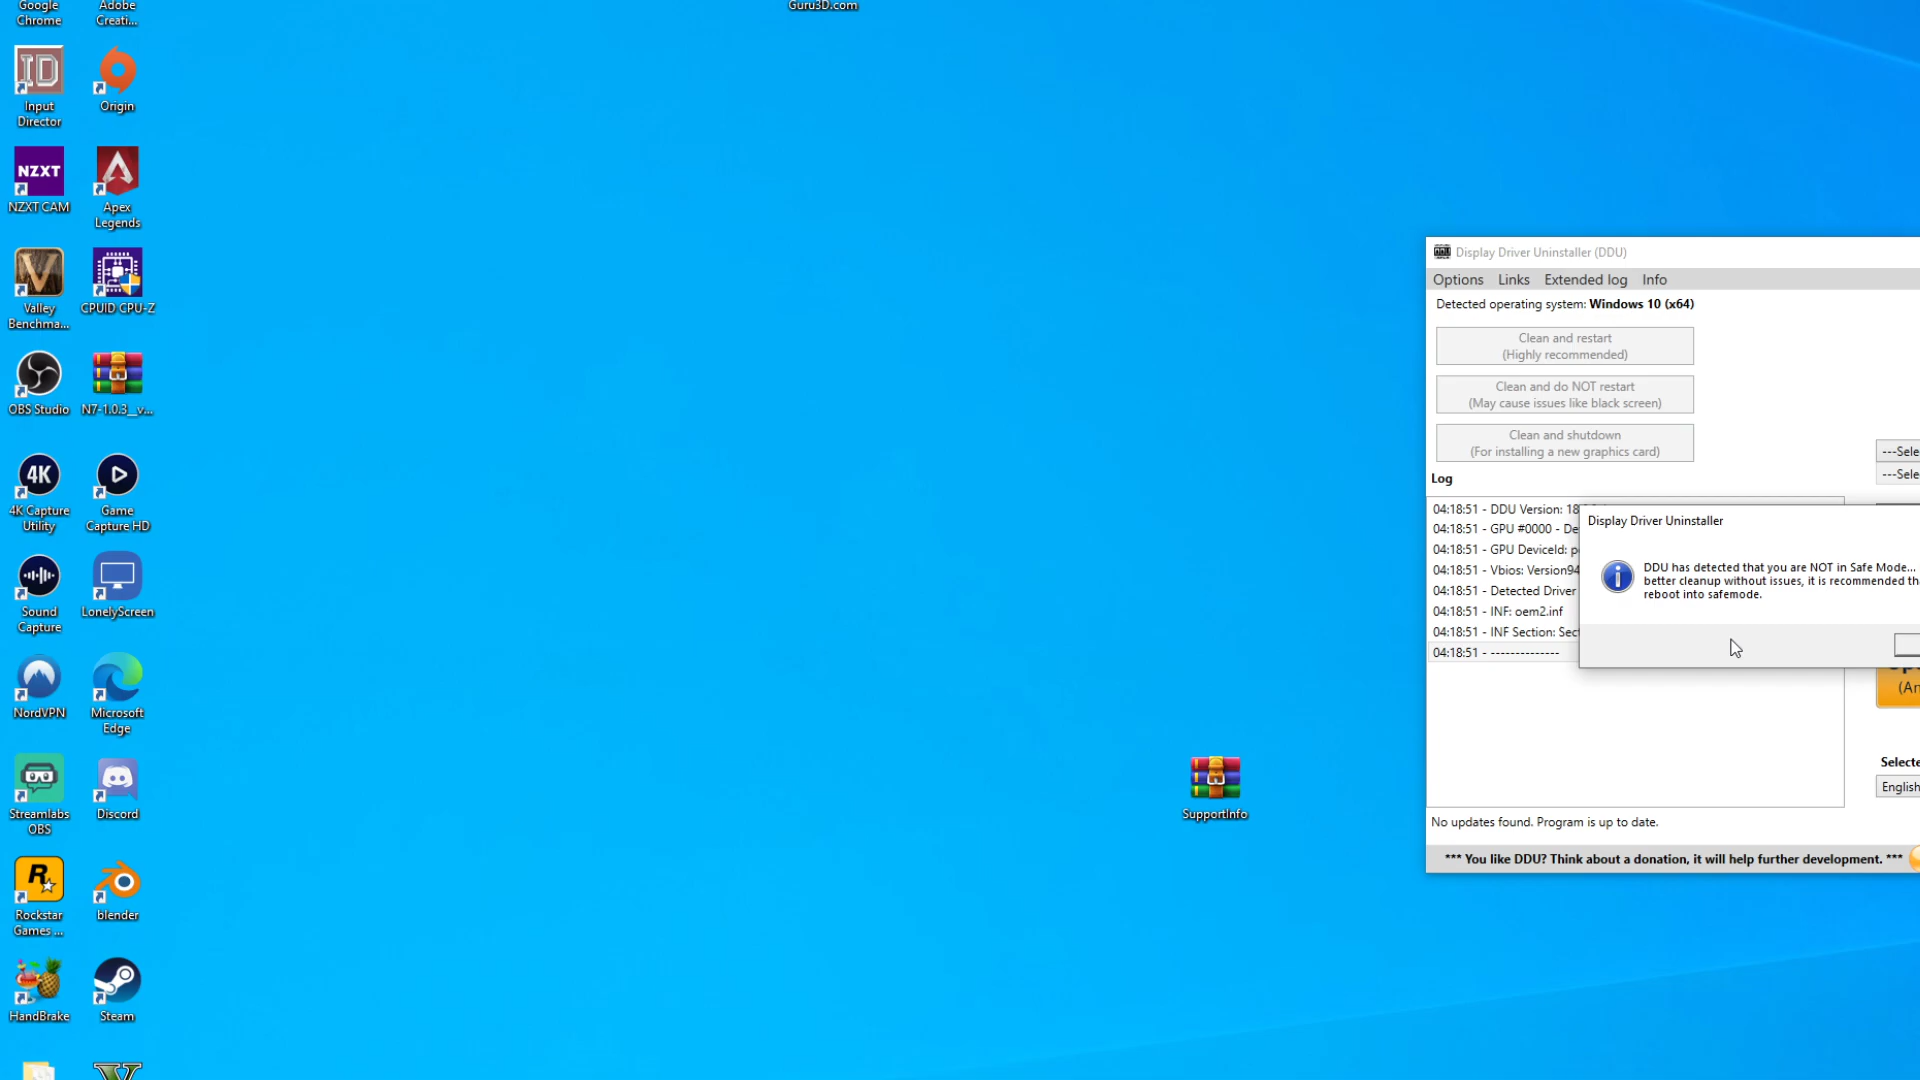 Google
Chrome
Adobe
Creati...
Guru3D.com
ID
Input
Director
Origin
NZXT
NZXT CAM
Apex
Legends
Valley
Benchma...
CPUID CPU-Z
OBS Studio
N7-1.0.3_v...
4K
4K Capture
Utility
Game
Capture HD
Sound
Capture
LonelyScreen
NordVPN
Microsoft
Edge
Streamlabs
OBS
Discord
Rockstar
Games ...
blender
HandBrake
Steam
SupportInfo
Display Driver Uninstaller (DDU)
Options Links Extended log Info
Detected operating system: Windows 10 (x64)
Clean and restart
(Highly recommended)
Clean and do NOT restart
(May cause issues like black screen)
Clean and shutdown
(For installing a new graphics card)
Log
---Sele
---Sele
04:18:51 - DDU Version: 18
04:18:51 - GPU #0000 - De
04:18:51 - GPU DeviceId: p
04:18:51 - Vbios: Version94
04:18:51 - Detected Driver
04:18:51 - INF: oem2.inf
04:18:51 - INF Section: Sect
04:18:51 - --------------
Display Driver Uninstaller
DDU has detected that you are NOT in Safe Mode...
better cleanup without issues, it is recommended tha
reboot into safemode.
(An
Selecte
English
No updates found. Program is up to date.
*** You like DDU? Think about a donation, it will help further development. ***